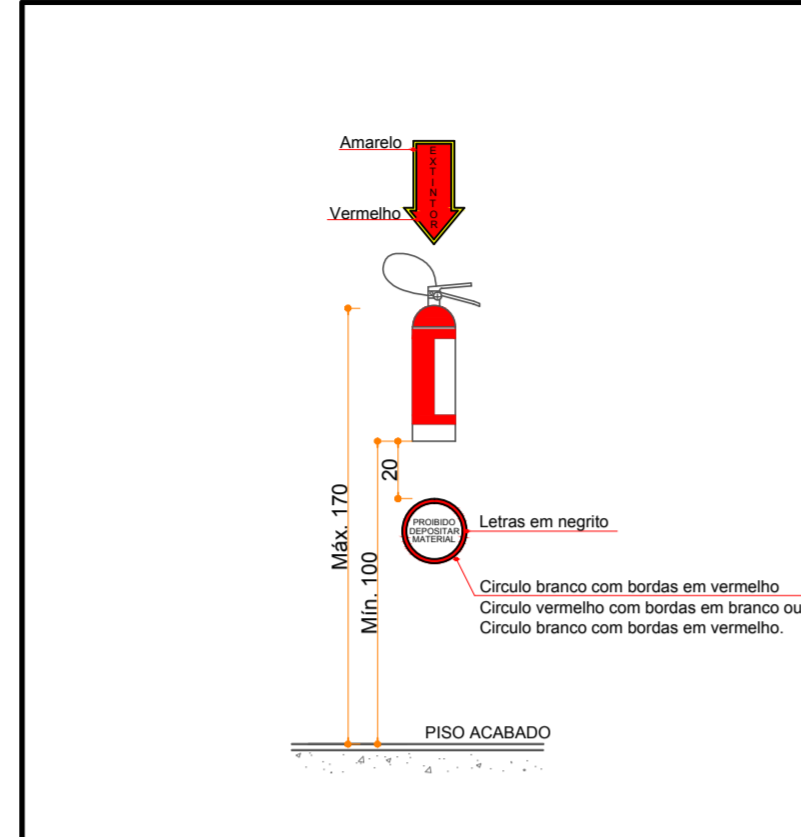 Amarelo
EXTINTOR
Vermelho
20
Máx. 170
Mín. 100
PROIBIDO
DEPOSITAR
MATERIAL
Letras em negrito
Circulo branco com bordas em vermelho
Circulo vermelho com bordas em branco ou
Circulo branco com bordas em vermelho.
PISO ACABADO